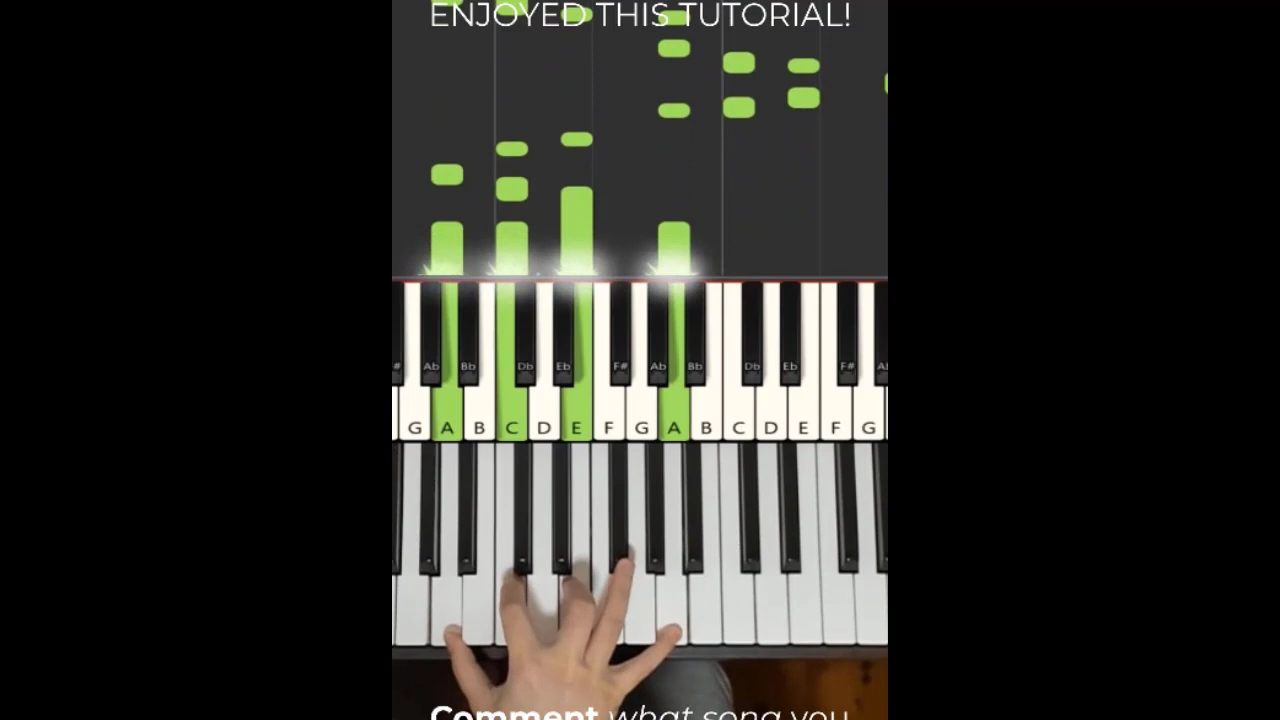 ENJOYED THIS TUTORIAL!
# Ab Bb Db Eb F# Ab Bb Db Eb F# A
G A B C D E F G A B C D E F G
Comment what song you